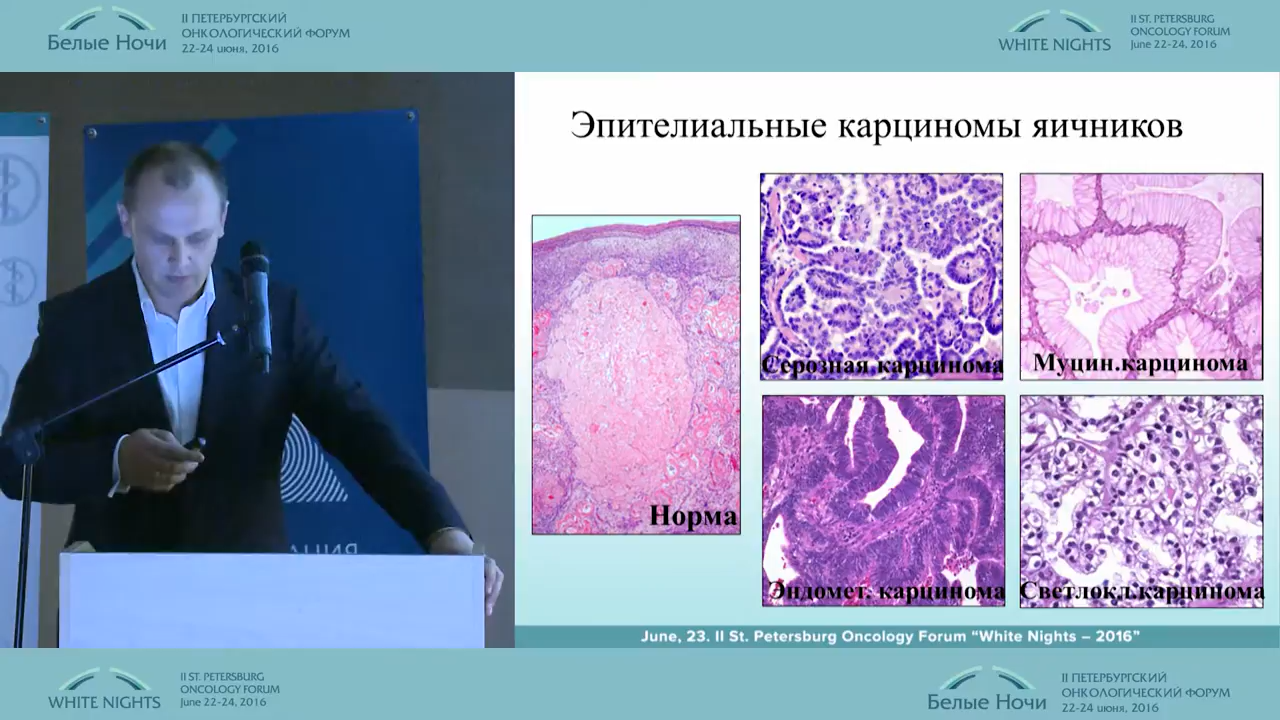 Белые Ночи
II ПЕТЕРБУРГСКИЙ
ОНКОЛОГИЧЕСКИЙ ФОРУМ
22-24 июня, 2016
WHITE NIGHTS
II ST. PETERSBURG
ONCOLOGY FORUM
June 22-24, 2016
Эпителиальные карциномы яичников
Норма
Серозная карцинома
Муцин.карцинома
Эндомет. карцинома
Светлокл.карцинома
June, 23. II St. Petersburg Oncology Forum “White Nights – 2016”
WHITE NIGHTS
II ST. PETERSBURG
ONCOLOGY FORUM
June 22-24, 2016
Белые Ночи
II ПЕТЕРБУРГСКИЙ
ОНКОЛОГИЧЕСКИЙ ФОРУМ
22-24 июня, 2016